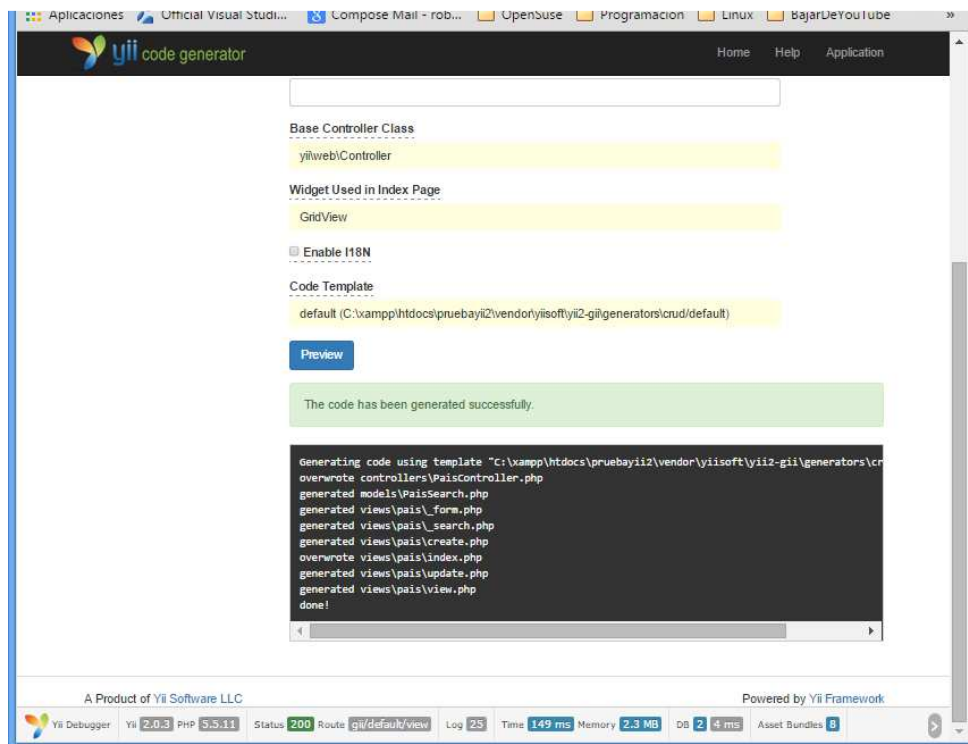 Aplicaciones Official Visual Studi... Compose Mail - rob... OpenSuse Programacion Linux BajarDeYouTube »
yii code generator Home Help Application
Base Controller Class
yii\web\Controller
Widget Used in Index Page
GridView
Enable I18N
Code Template
default (C:\xampp\htdocs\pruebayii2\vendor\yiisoft\yii2-gii\generators\crud/default)
Preview
The code has been generated successfully.
Generating code using template "C:\xampp\htdocs\pruebayii2\vendor\yiisoft\yii2-gii\generators\cr
overwrote controllers\PaisController.php
generated models\PaisSearch.php
generated views\pais\_form.php
generated views\pais\_search.php
generated views\pais\create.php
overwrote views\pais\index.php
generated views\pais\update.php
generated views\pais\view.php
done!
A Product of Yii Software LLC Powered by Yii Framework
Yii Debugger Yii 2.0.3 PHP 5.5.11 Status 200 Route gii/default/view Log 25 Time 149 ms Memory 2.3 MB DB 2 4 ms Asset Bundles 8